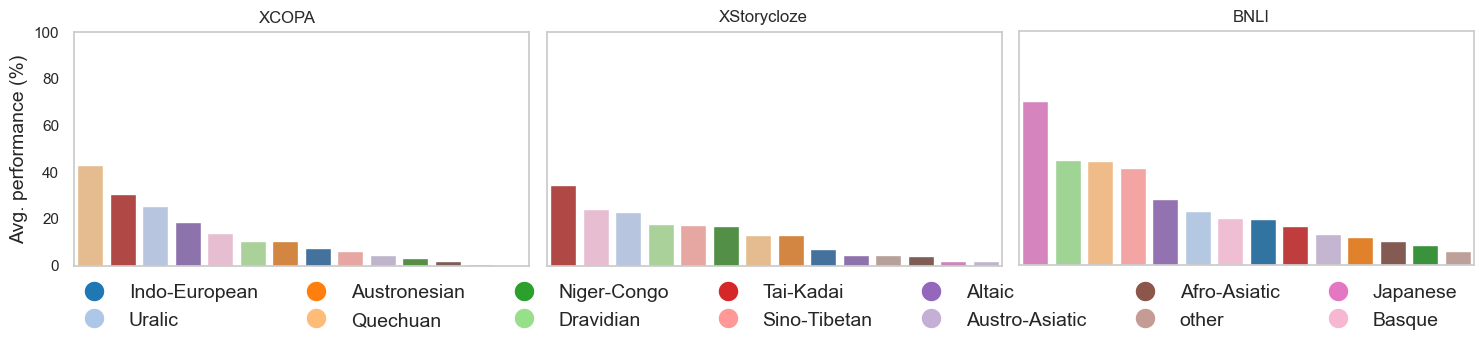 XCOPA XStorycloze BNLI
Avg. performance (%)
100
80
60
40
20
0
Indo-European Austronesian Niger-Congo Tai-Kadai Altaic Afro-Asiatic Japanese
Uralic Quechuan Dravidian Sino-Tibetan Austro-Asiatic other Basque